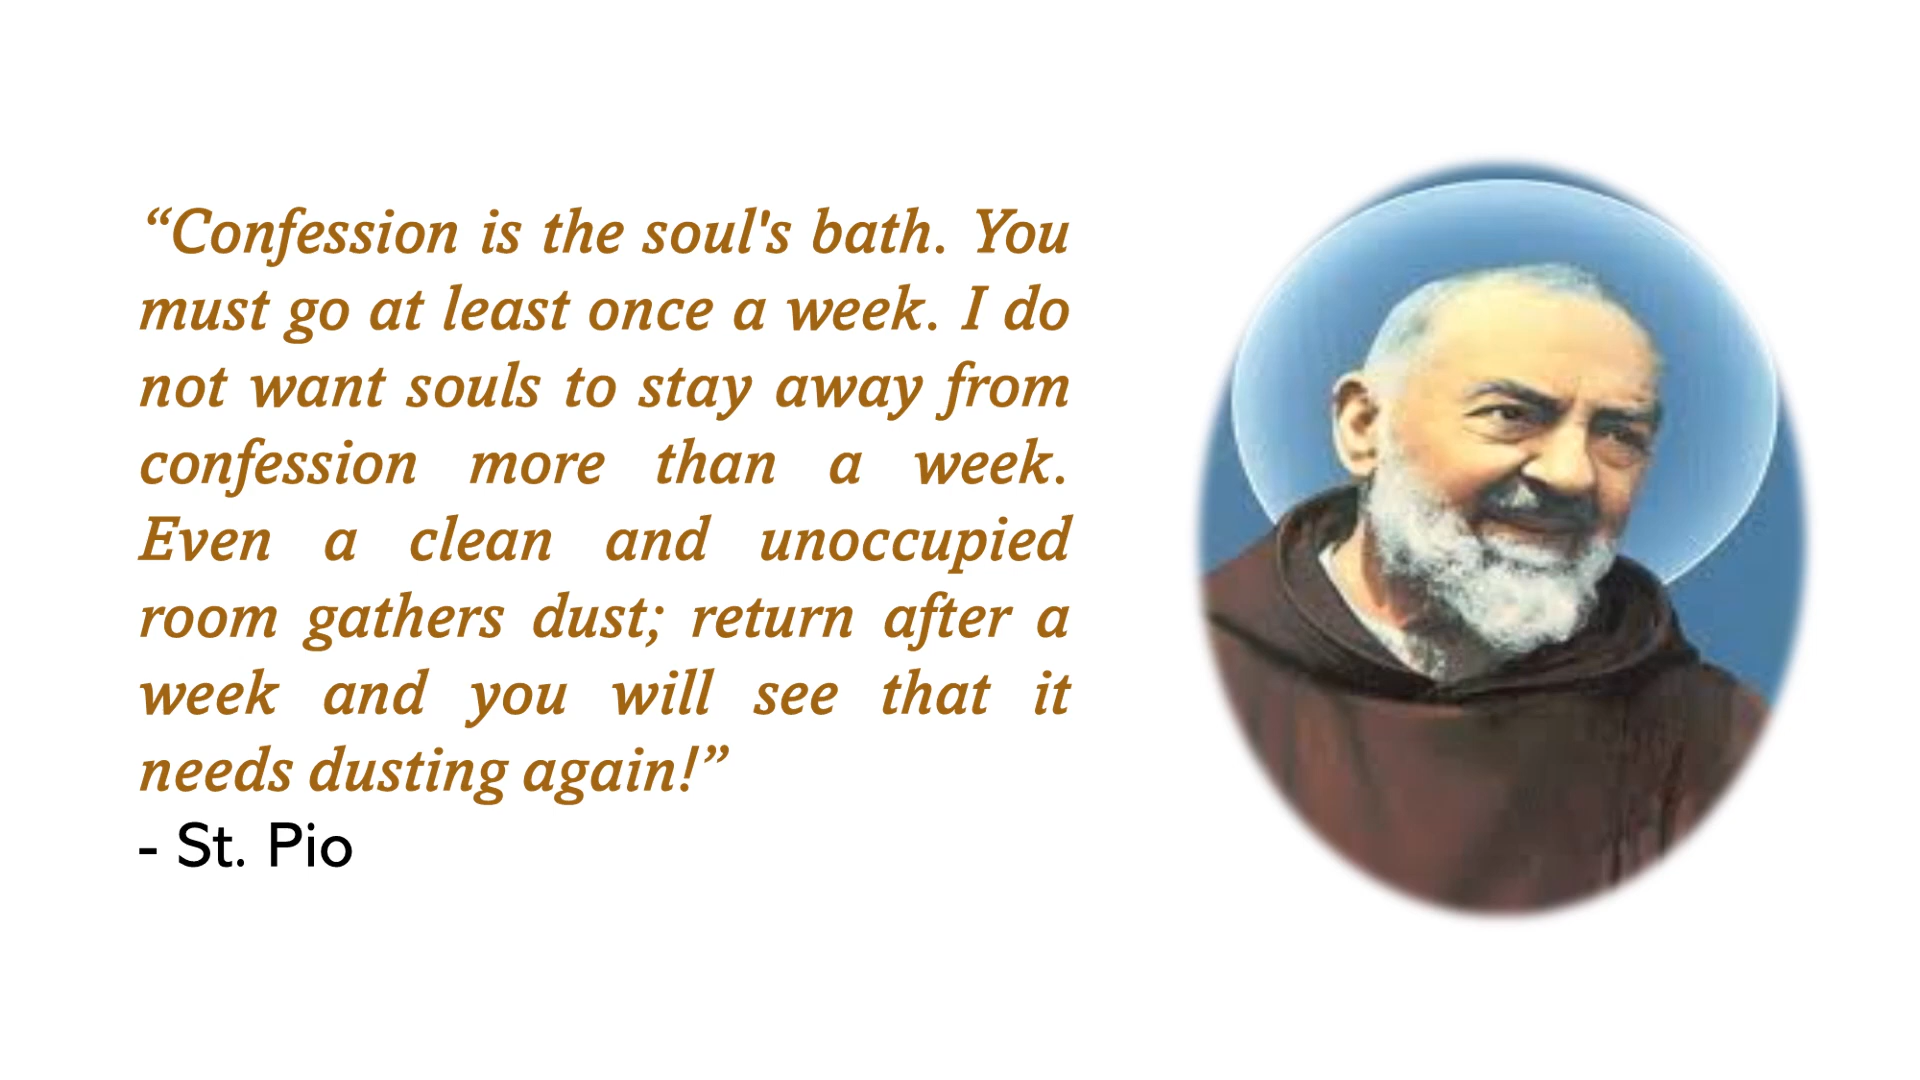 “Confession is the soul's bath. You
must go at least once a week. I do
not want souls to stay away from
confession more than a week.
Even a clean and unoccupied
room gathers dust; return after a
week and you will see that it
needs dusting again!”
- St. Pio